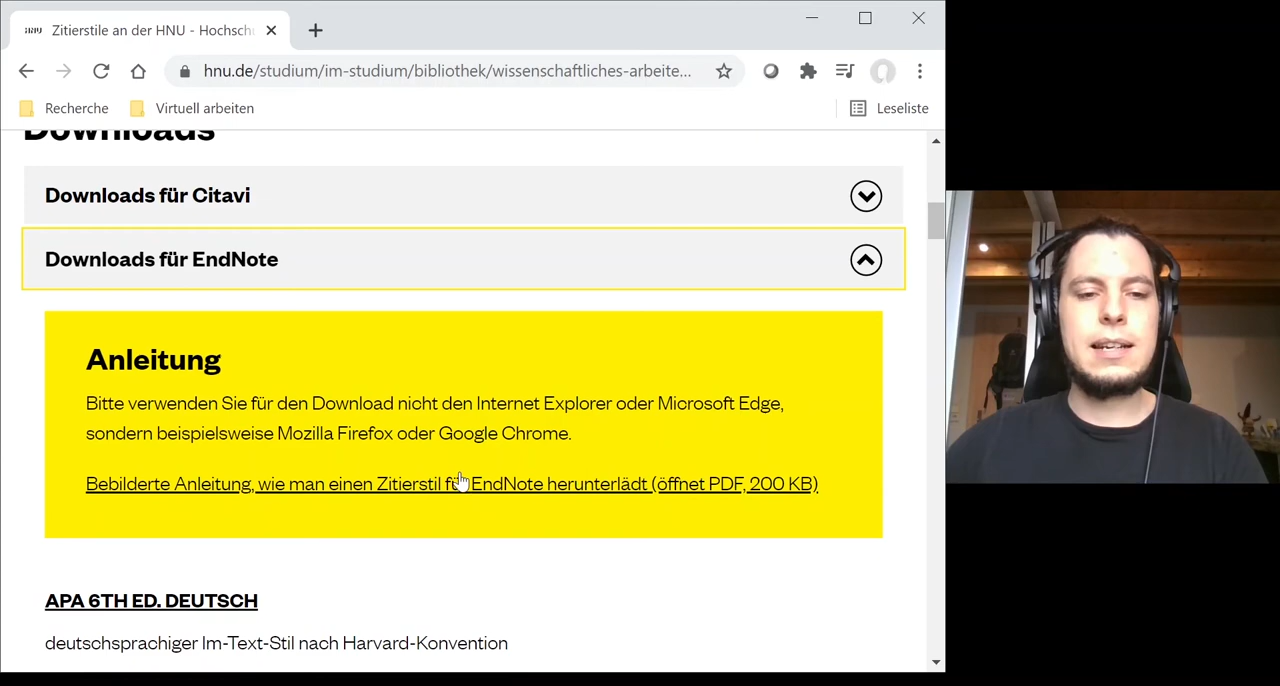 HNU Zitierstile an der HNU - Hochsch
hnu.de/studium/im-studium/bibliothek/wissenschaftliches-arbeite...
Recherche Virtuell arbeiten Leseliste
Downloads
Downloads für Citavi
Downloads für EndNote
Anleitung
Bitte verwenden Sie für den Download nicht den Internet Explorer oder Microsoft Edge,
sondern beispielsweise Mozilla Firefox oder Google Chrome.
Bebilderte Anleitung, wie man einen Zitierstil für EndNote herunterlädt (öffnet PDF, 200 KB)
APA 6TH ED. DEUTSCH
deutschsprachiger Im-Text-Stil nach Harvard-Konvention